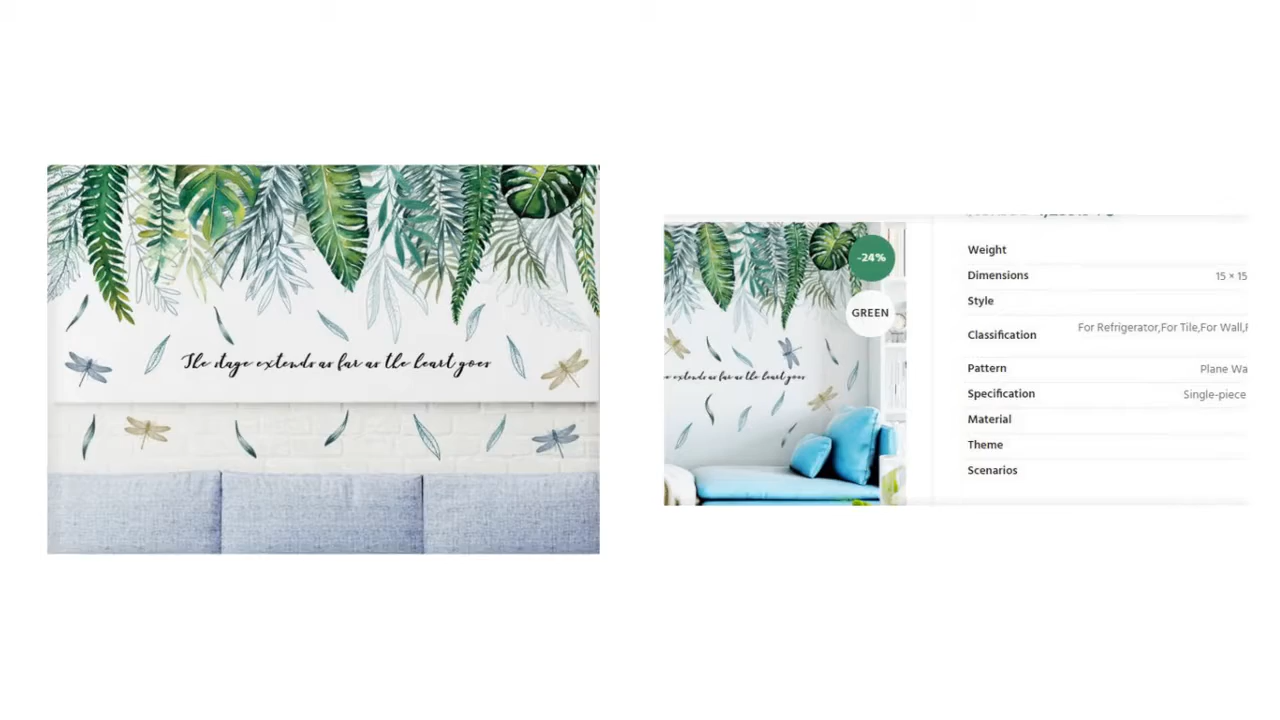 The stage extends as far as the heart goes
-24%
GREEN
extends as far as the heart goes
Weight
Dimensions 15 × 15
Style
Classification For Refrigerator,For Tile,For Wall,F
Pattern Plane Wa
Specification Single-piece
Material
Theme
Scenarios